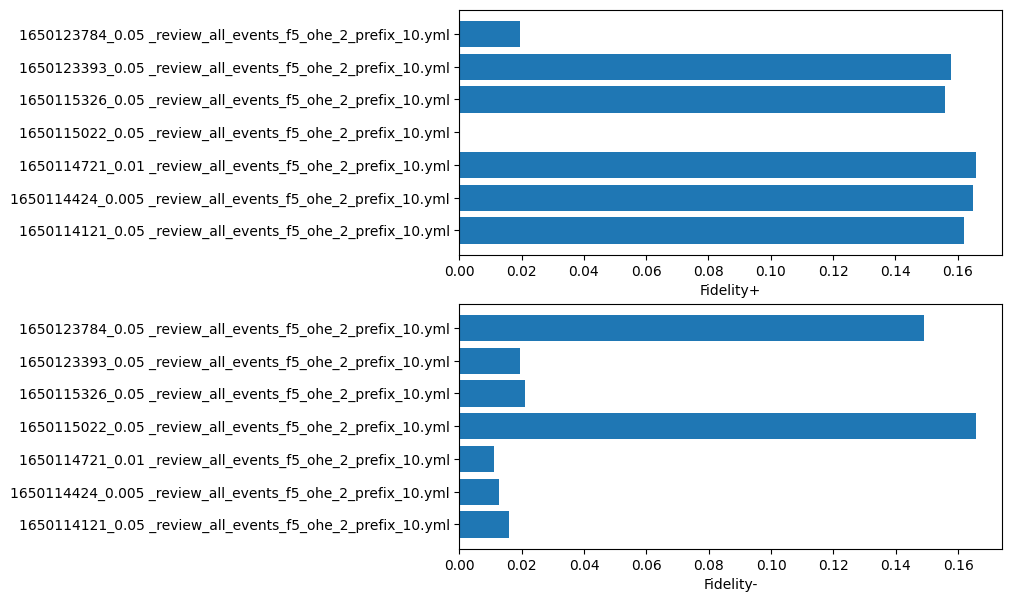 1650123784_0.05 _review_all_events_f5_ohe_2_prefix_10.yml
1650123393_0.05 _review_all_events_f5_ohe_2_prefix_10.yml
1650115326_0.05 _review_all_events_f5_ohe_2_prefix_10.yml
1650115022_0.05 _review_all_events_f5_ohe_2_prefix_10.yml
1650114721_0.01 _review_all_events_f5_ohe_2_prefix_10.yml
1650114424_0.005 _review_all_events_f5_ohe_2_prefix_10.yml
1650114121_0.05 _review_all_events_f5_ohe_2_prefix_10.yml
0.00 0.02 0.04 0.06 0.08 0.10 0.12 0.14 0.16
Fidelity+
1650123784_0.05 _review_all_events_f5_ohe_2_prefix_10.yml
1650123393_0.05 _review_all_events_f5_ohe_2_prefix_10.yml
1650115326_0.05 _review_all_events_f5_ohe_2_prefix_10.yml
1650115022_0.05 _review_all_events_f5_ohe_2_prefix_10.yml
1650114721_0.01 _review_all_events_f5_ohe_2_prefix_10.yml
1650114424_0.005 _review_all_events_f5_ohe_2_prefix_10.yml
1650114121_0.05 _review_all_events_f5_ohe_2_prefix_10.yml
0.00 0.02 0.04 0.06 0.08 0.10 0.12 0.14 0.16
Fidelity-